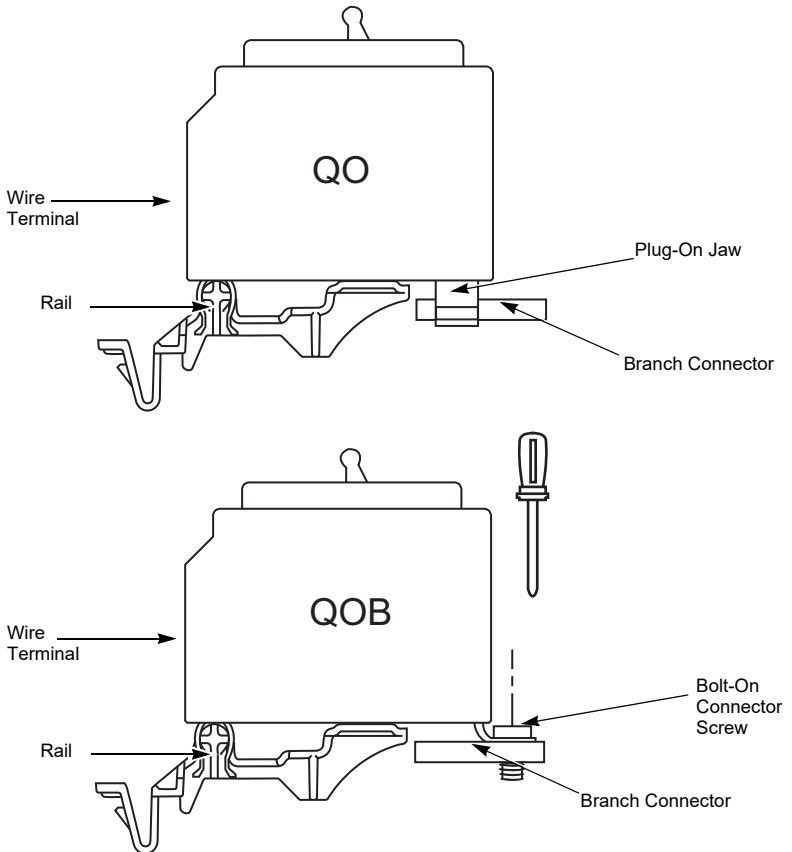 QO
Wire
Terminal
Plug-On Jaw
Rail
Branch Connector
QOB
Wire
Terminal
Bolt-On
Connector
Screw
Rail
Branch Connector